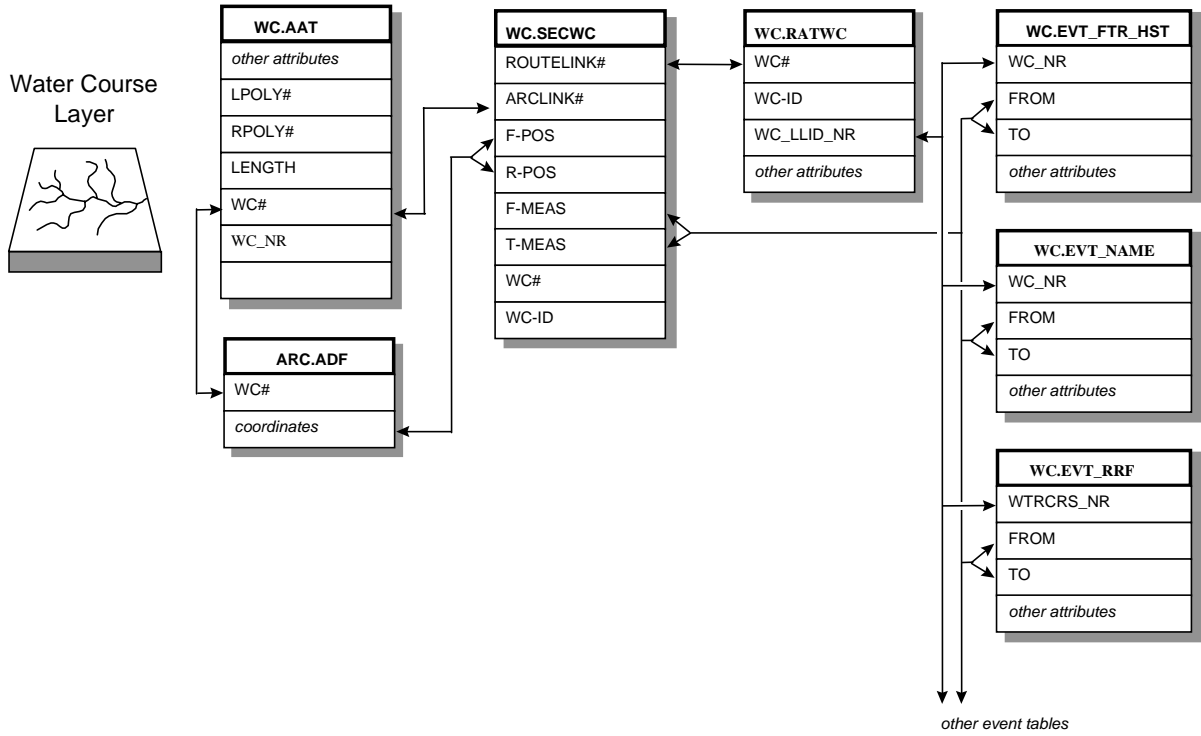 Water Course
Layer
WC.AAT
other attributes
LPOLY#
RPOLY#
LENGTH
WC#
WC_NR
ARC.ADF
WC#
coordinates
WC.SECWC
ROUTELINK#
ARCLINK#
F-POS
R-POS
F-MEAS
T-MEAS
WC#
WC-ID
WC.RATWC
WC#
WC-ID
WC_LLID_NR
other attributes
WC.EVT_FTR_HST
WC_NR
FROM
TO
other attributes
WC.EVT_NAME
WC_NR
FROM
TO
other attributes
WC.EVT_RRF
WTRCRS_NR
FROM
TO
other attributes
other event tables